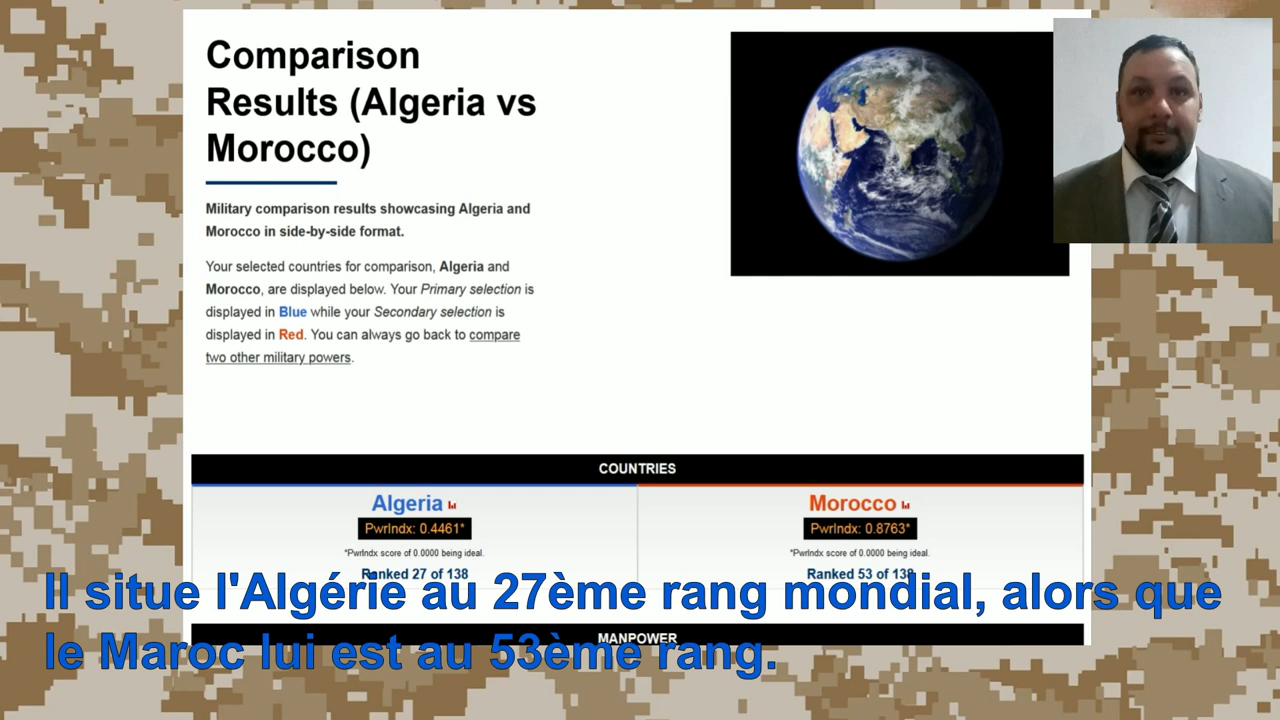 Comparison
Results (Algeria vs
Morocco)
Military comparison results showcasing Algeria and
Morocco in side-by-side format.
Your selected countries for comparison, Algeria and
Morocco, are displayed below. Your Primary selection is
displayed in Blue while your Secondary selection is
displayed in Red. You can always go back to compare
two other military powers.
COUNTRIES
Algeria
PwrIndx: 0.4461*
*PwrIndx score of 0.0000 being ideal.
Ranked 27 of 138
Morocco
PwrIndx: 0.8763*
*PwrIndx score of 0.0000 being ideal.
Ranked 53 of 138
MANPOWER
Il situe l'Algérie au 27ème rang mondial, alors que
le Maroc lui est au 53ème rang.